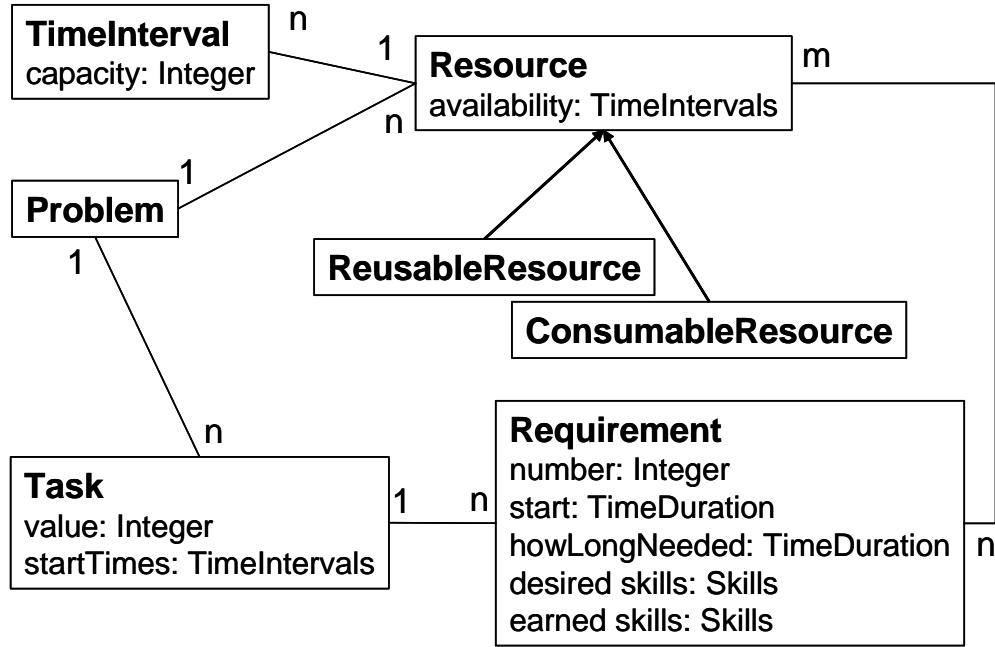 n
TimeInterval
capacity: Integer
1
Resource
availability: TimeIntervals
m
n
1
Problem
1
ReusableResource
ConsumableResource
n
Task
value: Integer
startTimes: TimeIntervals
1
n
Requirement
number: Integer
start: TimeDuration
howLongNeeded: TimeDuration
desired skills: Skills
earned skills: Skills
n